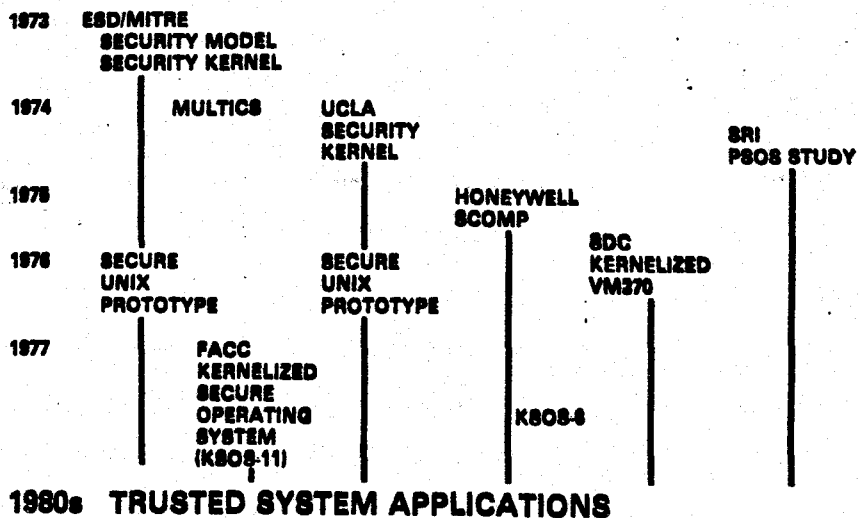 1973 ESD/MITRE
SECURITY MODEL
SECURITY KERNEL
1974 MULTICS UCLA
SECURITY
KERNEL
SRI
PSOS STUDY
1975 HONEYWELL
SCOMP
SDC
KERNELIZED
VM370
1976 SECURE
UNIX
PROTOTYPE
SECURE
UNIX
PROTOTYPE
1977 FACC
KERNELIZED
SECURE
OPERATING
SYSTEM
(KSOS-11)
KSOS-6
1980s TRUSTED SYSTEM APPLICATIONS